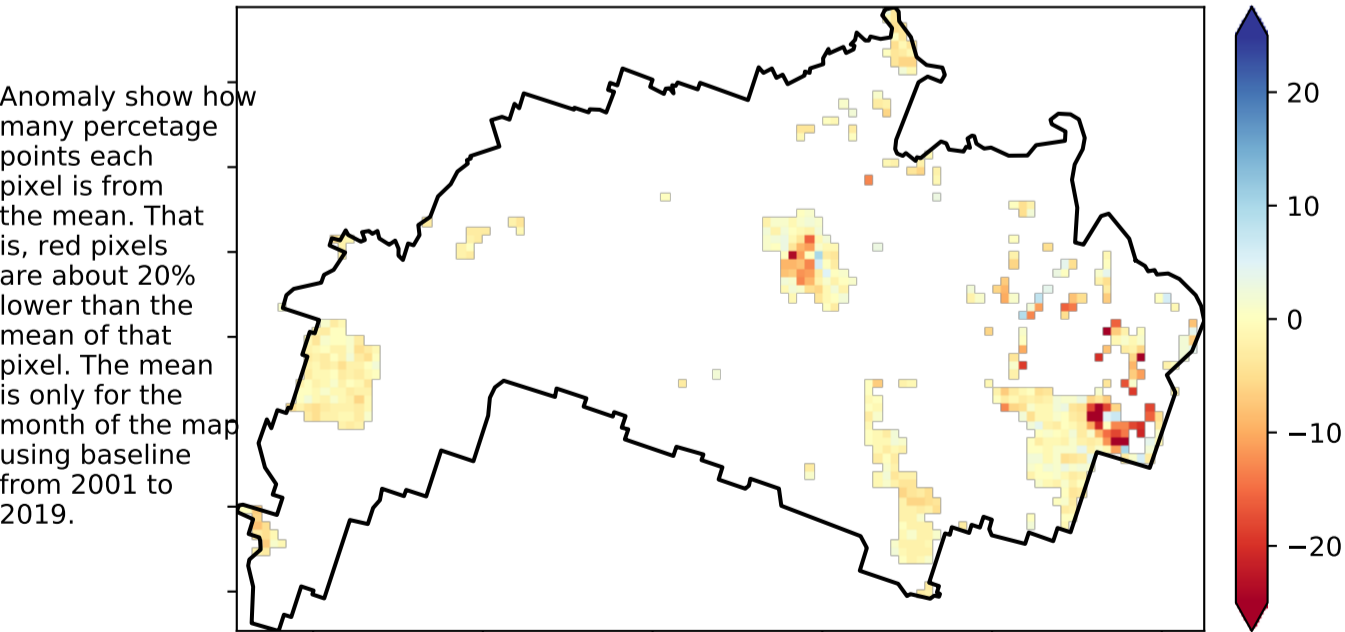 Anomaly show how
many percetage
points each
pixel is from
the mean. That
is, red pixels
are about 20%
lower than the
mean of that
pixel. The mean
is only for the
month of the map
using baseline
from 2001 to
2019.
20
10
0
−10
−20